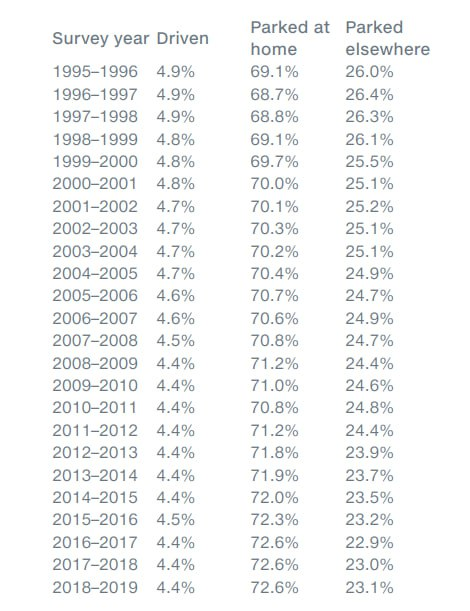 Survey year Driven Parked at home Parked elsewhere
1995–1996 4.9% 69.1% 26.0%
1996–1997 4.9% 68.7% 26.4%
1997–1998 4.9% 68.8% 26.3%
1998–1999 4.8% 69.1% 26.1%
1999–2000 4.8% 69.7% 25.5%
2000–2001 4.8% 70.0% 25.1%
2001–2002 4.7% 70.1% 25.2%
2002–2003 4.7% 70.3% 25.1%
2003–2004 4.7% 70.2% 25.1%
2004–2005 4.7% 70.4% 24.9%
2005–2006 4.6% 70.7% 24.7%
2006–2007 4.6% 70.6% 24.9%
2007–2008 4.5% 70.8% 24.7%
2008–2009 4.4% 71.2% 24.4%
2009–2010 4.4% 71.0% 24.6%
2010–2011 4.4% 70.8% 24.8%
2011–2012 4.4% 71.2% 24.4%
2012–2013 4.4% 71.8% 23.9%
2013–2014 4.4% 71.9% 23.7%
2014–2015 4.4% 72.0% 23.5%
2015–2016 4.5% 72.3% 23.2%
2016–2017 4.4% 72.6% 22.9%
2017–2018 4.4% 72.6% 23.0%
2018–2019 4.4% 72.6% 23.1%